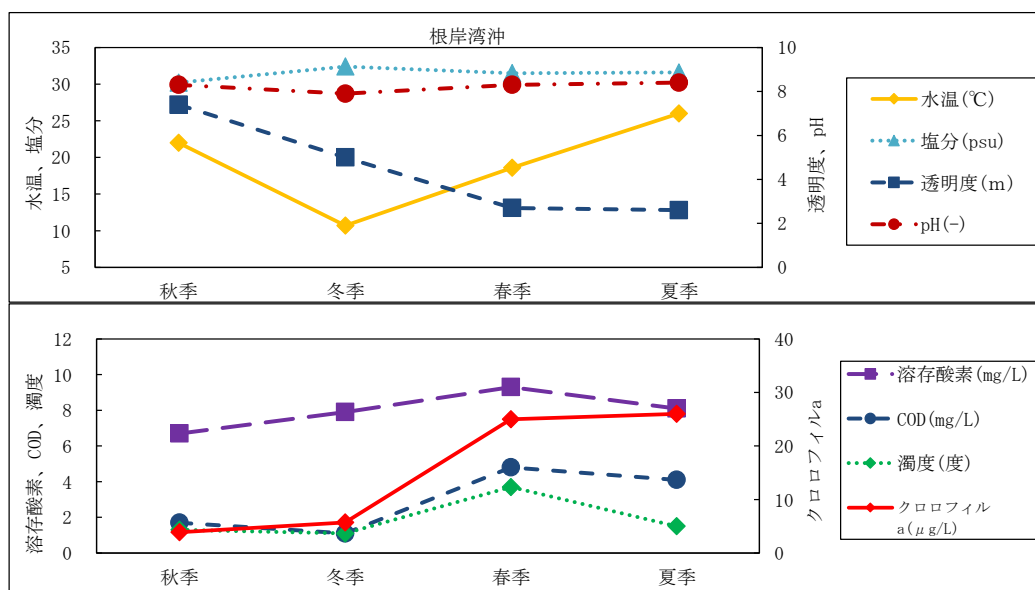 根岸湾沖
35
30
25
20
15
10
5
水温、塩分
10
8
6
4
2
0
透明度、pH
秋季
冬季
春季
夏季
水温(℃)
塩分(psu)
透明度(m)
pH(-)
12
10
8
6
4
2
0
溶存酸素、COD、濁度
40
30
20
10
0
クロロフィルa
秋季
冬季
春季
夏季
溶存酸素(mg/L)
COD(mg/L)
濁度(度)
クロロフィル
a(μg/L)